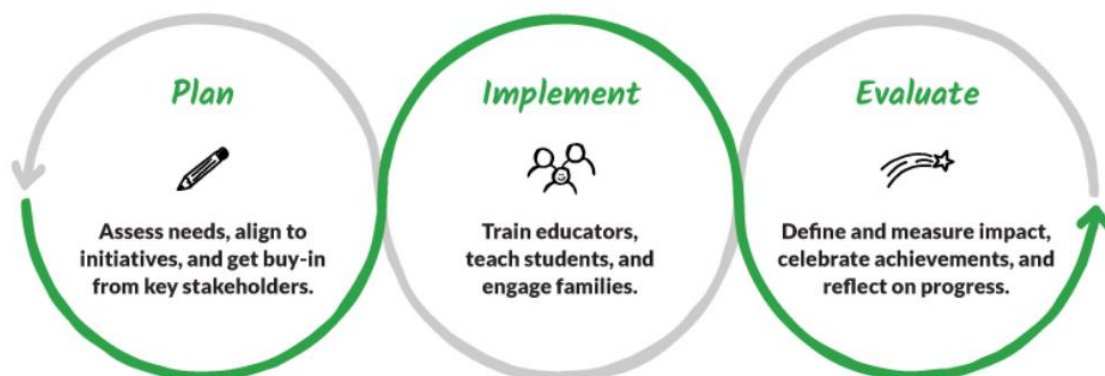 Plan
Assess needs, align to
initiatives, and get buy-in
from key stakeholders.
Implement
Train educators,
teach students, and
engage families.
Evaluate
Define and measure impact,
celebrate achievements, and
reflect on progress.